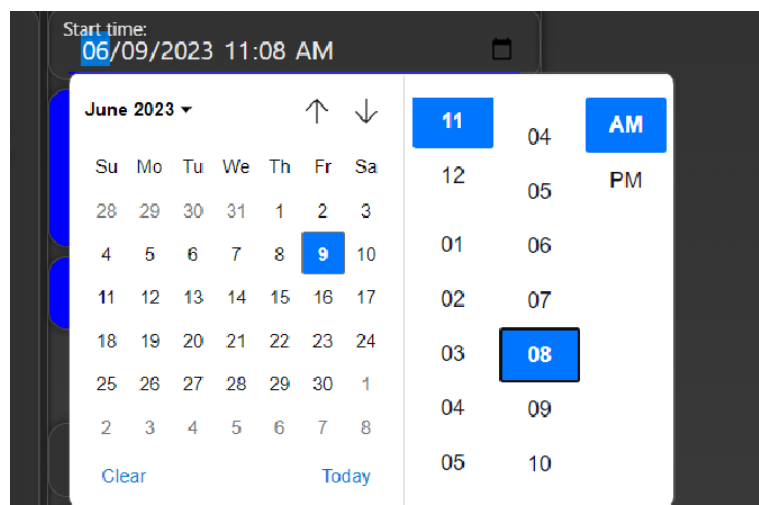 Start time:
06/09/2023 11:08 AM
June 2023
Su Mo Tu We Th Fr Sa
28 29 30 31 1 2 3
4 5 6 7 8 9 10
11 12 13 14 15 16 17
18 19 20 21 22 23 24
25 26 27 28 29 30 1
2 3 4 5 6 7 8
Clear Today
11
12
01
02
03
04
05
04
05
06
07
08
09
10
AM
PM